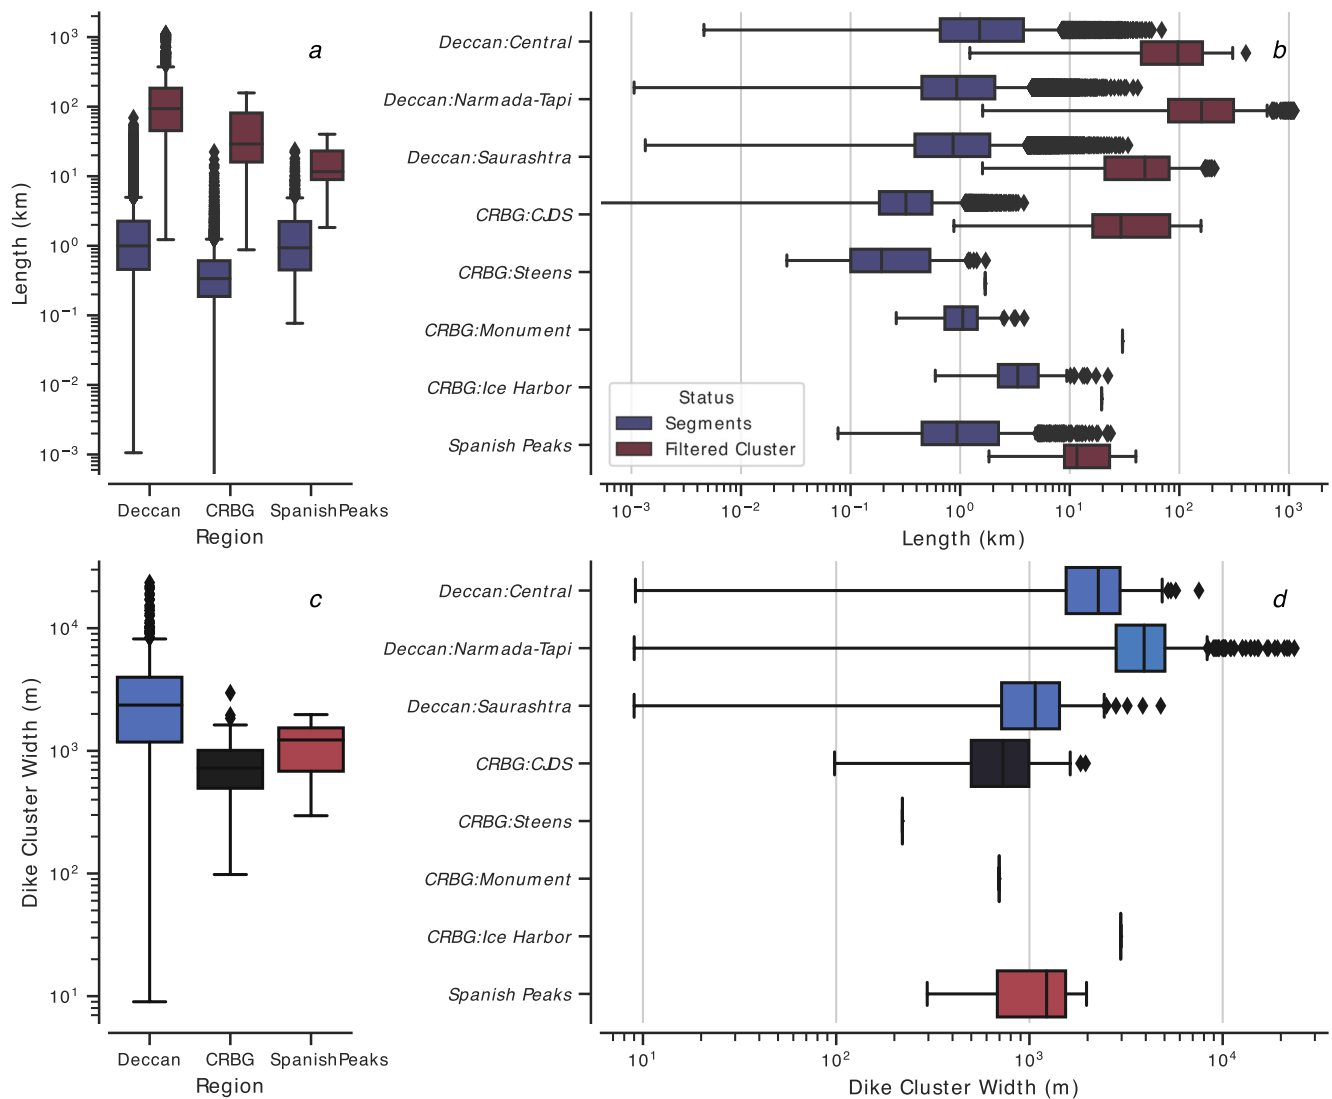 a
10³
10²
10¹
10⁰
10⁻¹
10⁻²
10⁻³
Length (km)
Deccan
CRBG
SpanishPeaks
Region
b
Deccan:Central
Deccan:Narmada-Tapi
Deccan:Saurashtra
CRBG:CJDS
CRBG:Steens
CRBG:Monument
CRBG:Ice Harbor
Spanish Peaks
Status
Segments
Filtered Cluster
10⁻³ 10⁻² 10⁻¹ 10⁰ 10¹ 10² 10³
Length (km)
c
10⁴
10³
10²
10¹
Dike Cluster Width (m)
Deccan
CRBG
SpanishPeaks
Region
d
Deccan:Central
Deccan:Narmada-Tapi
Deccan:Saurashtra
CRBG:CJDS
CRBG:Steens
CRBG:Monument
CRBG:Ice Harbor
Spanish Peaks
10¹ 10² 10³ 10⁴
Dike Cluster Width (m)